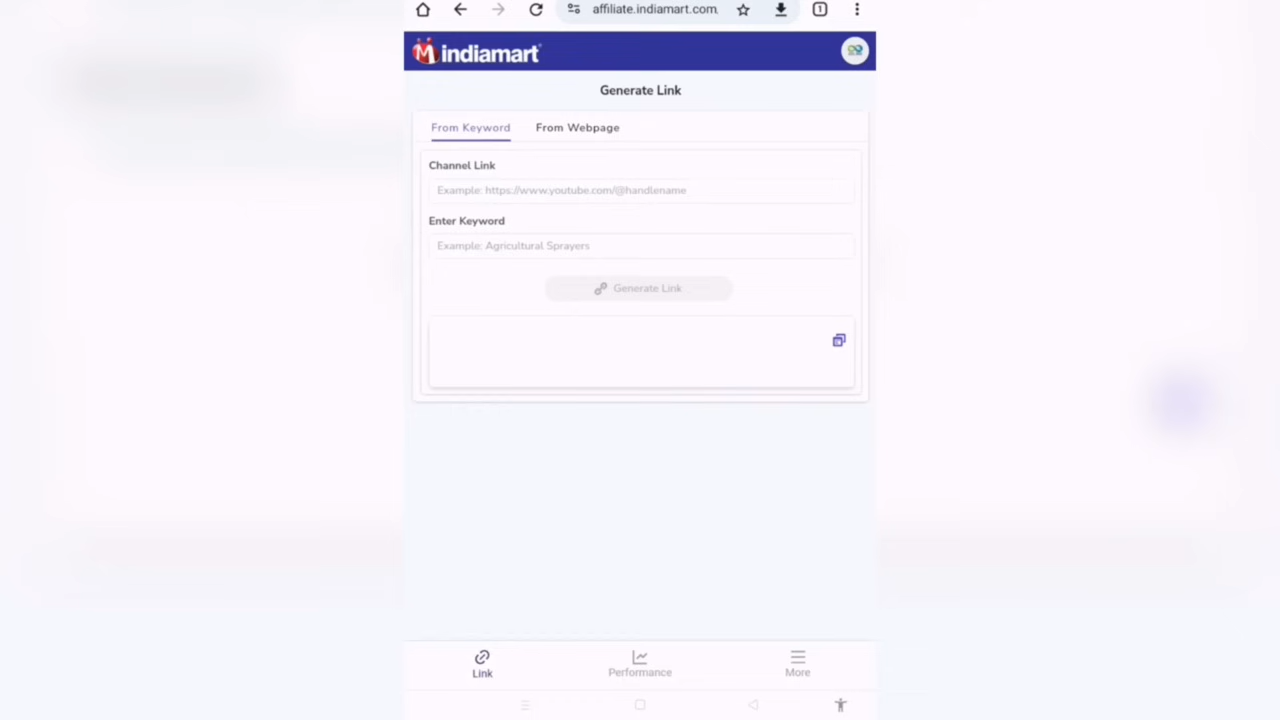 affiliate.indiamart.com
1
indiamart
Generate Link
From Keyword From Webpage
Channel Link
Example: https://www.youtube.com/@handlename
Enter Keyword
Example: Agricultural Sprayers
Generate Link
Link Performance More